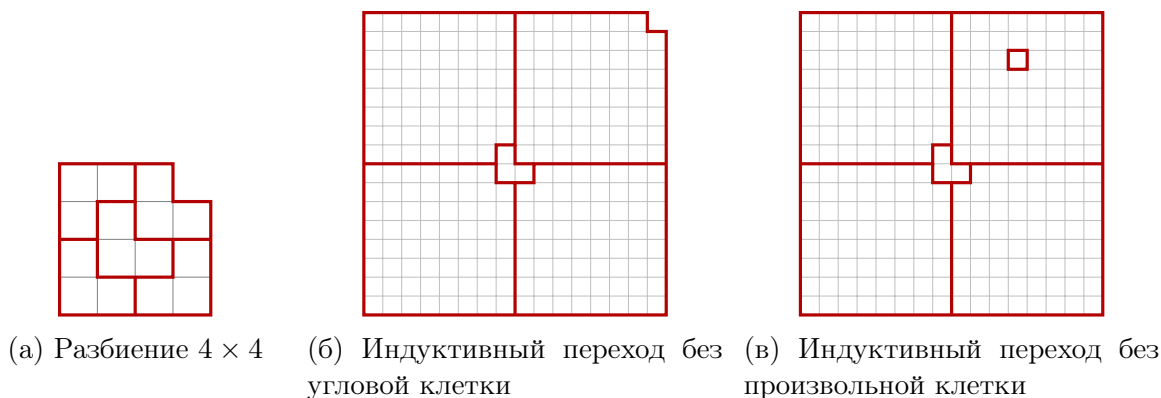 (а) Разбиение 4 × 4
(б) Индуктивный переход без
угловой клетки
(в) Индуктивный переход без
произвольной клетки